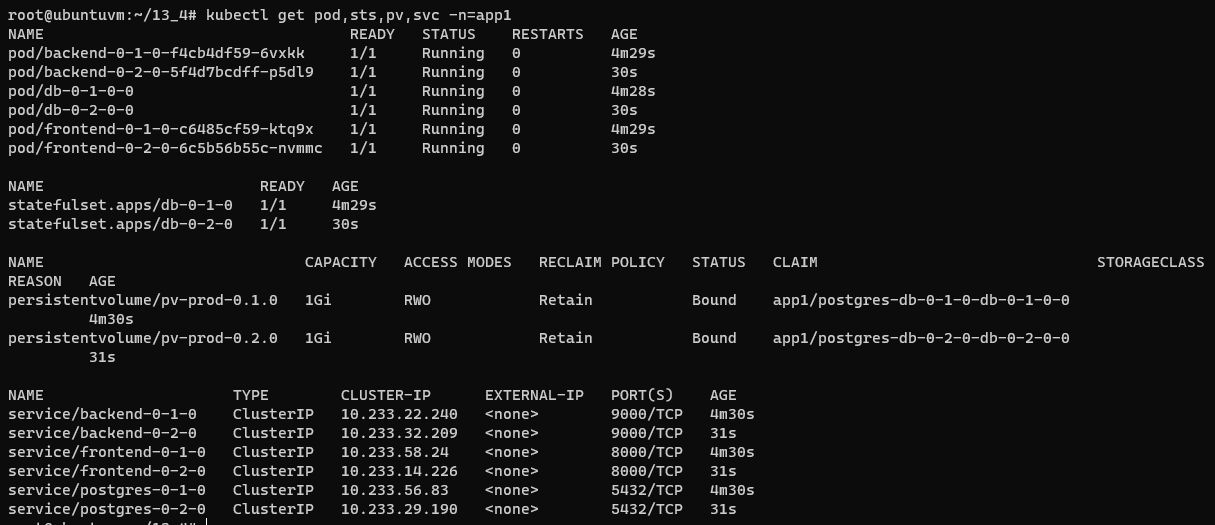 root@ubuntuvm:~/13_4# kubectl get pod,sts,pv,svc -n=app1
NAME                                  READY   STATUS    RESTARTS   AGE
pod/backend-0-1-0-f4cb4df59-6vxkk     1/1     Running   0          4m29s
pod/backend-0-2-0-5f4d7bcdff-p5dl9    1/1     Running   0          30s
pod/db-0-1-0-0                        1/1     Running   0          4m28s
pod/db-0-2-0-0                        1/1     Running   0          30s
pod/frontend-0-1-0-c6485cf59-ktq9x    1/1     Running   0          4m29s
pod/frontend-0-2-0-6c5b56b55c-nvmmc   1/1     Running   0          30s
NAME                        READY   AGE
statefulset.apps/db-0-1-0   1/1     4m29s
statefulset.apps/db-0-2-0   1/1     30s
NAME                             CAPACITY   ACCESS MODES   RECLAIM POLICY   STATUS   CLAIM                               STORAGECLASS
REASON   AGE
persistentvolume/pv-prod-0.1.0   1Gi        RWO            Retain           Bound    app1/postgres-db-0-1-0-db-0-1-0-0
4m30s
persistentvolume/pv-prod-0.2.0   1Gi        RWO            Retain           Bound    app1/postgres-db-0-2-0-db-0-2-0-0
31s
NAME                     TYPE        CLUSTER-IP      EXTERNAL-IP   PORT(S)    AGE
service/backend-0-1-0    ClusterIP   10.233.22.240   <none>        9000/TCP   4m30s
service/backend-0-2-0    ClusterIP   10.233.32.209   <none>        9000/TCP   31s
service/frontend-0-1-0   ClusterIP   10.233.58.24    <none>        8000/TCP   4m30s
service/frontend-0-2-0   ClusterIP   10.233.14.226   <none>        8000/TCP   31s
service/postgres-0-1-0   ClusterIP   10.233.56.83    <none>        5432/TCP   4m30s
service/postgres-0-2-0   ClusterIP   10.233.29.190   <none>        5432/TCP   31s